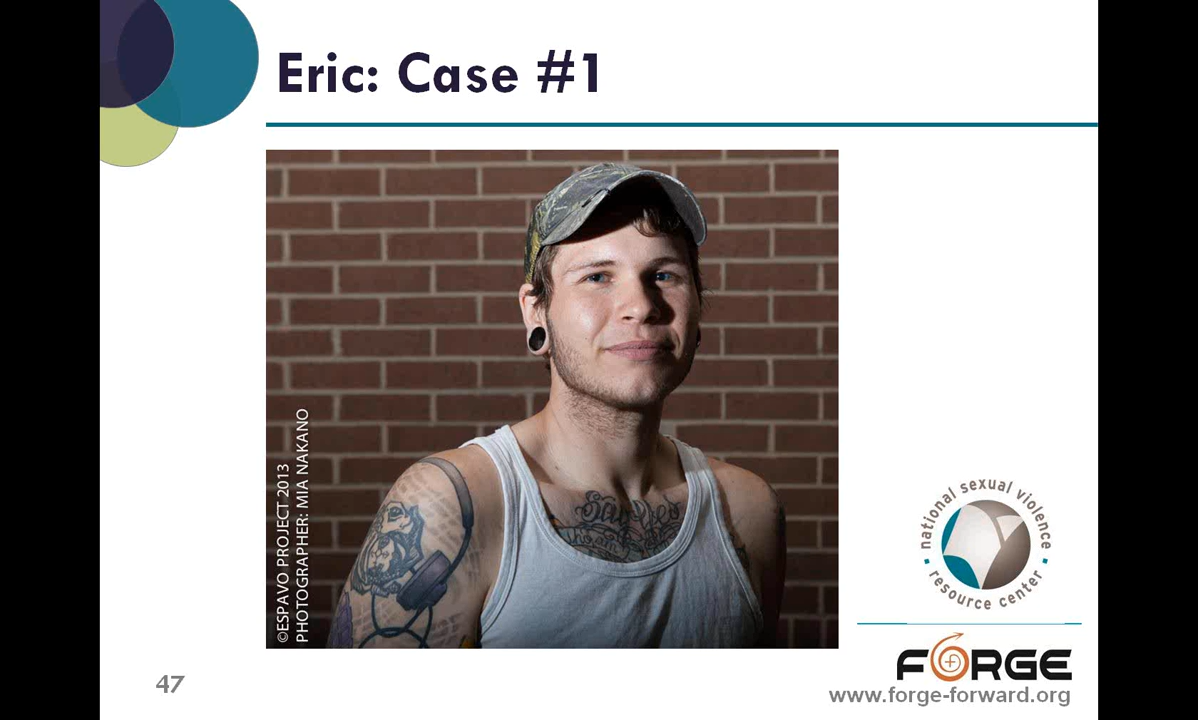 Eric: Case #1
©ESPAVO PROJECT 2013
PHOTOGRAPHER: MIA NAKANO
national sexual violence
resource center
FORGE
www.forge-forward.org
47